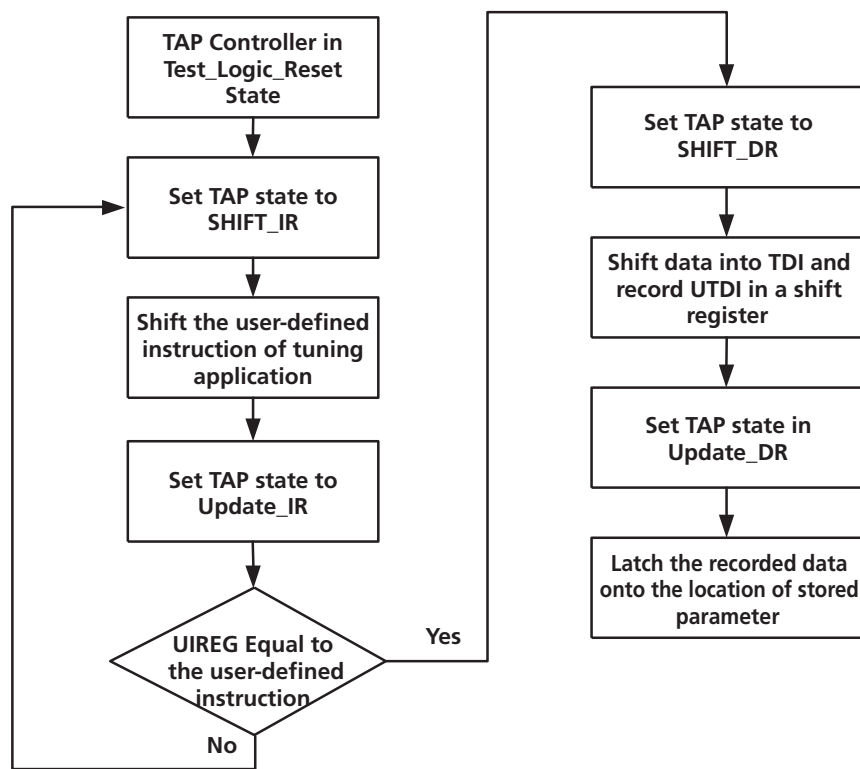 TAP Controller in
Test_Logic_Reset
State
Set TAP state to
SHIFT_IR
Shift the user-defined
instruction of tuning
application
Set TAP state to
Update_IR
UIREG Equal to
the user-defined
instruction
Yes
No
Set TAP state to
SHIFT_DR
Shift data into TDI and
record UTDI in a shift
register
Set TAP state in
Update_DR
Latch the recorded data
onto the location of stored
parameter